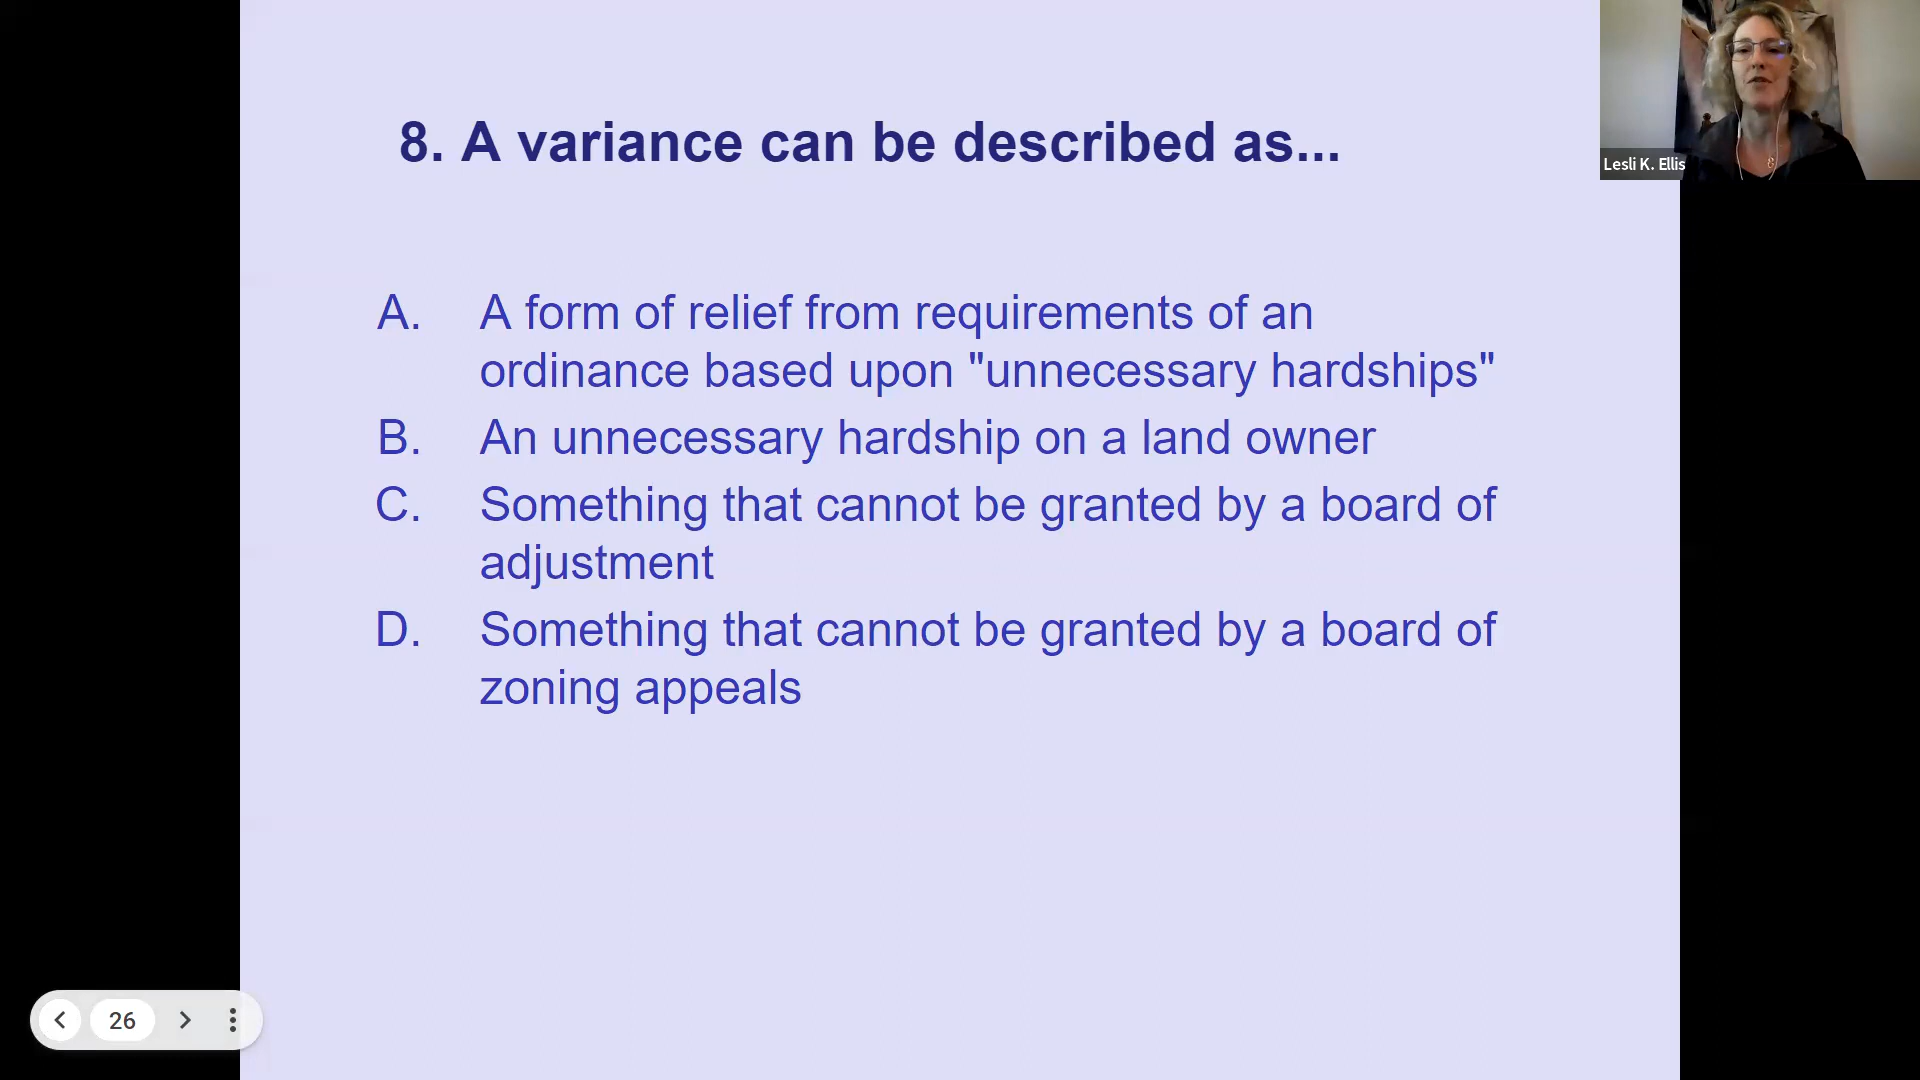 8. A variance can be described as...
Lesli K. Ellis
A. A form of relief from requirements of an
ordinance based upon "unnecessary hardships"
B. An unnecessary hardship on a land owner
C. Something that cannot be granted by a board of
adjustment
D. Something that cannot be granted by a board of
zoning appeals
26